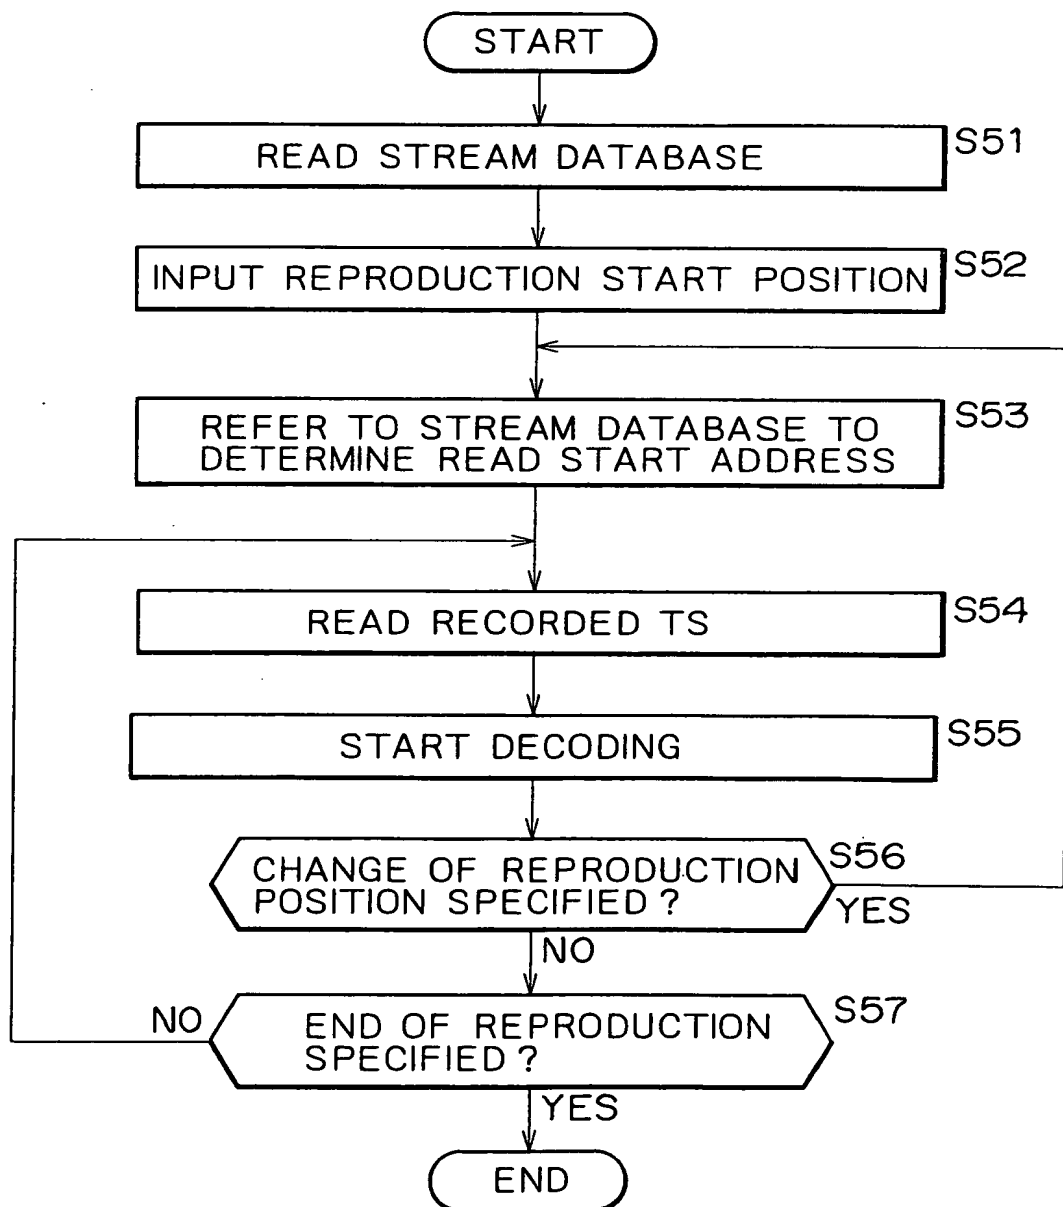 START
READ STREAM DATABASE
S51
INPUT REPRODUCTION START POSITION
S52
REFER TO STREAM DATABASE TO
DETERMINE READ START ADDRESS
S53
READ RECORDED TS
S54
START DECODING
S55
CHANGE OF REPRODUCTION
POSITION SPECIFIED ?
S56
YES
NO
END OF REPRODUCTION
SPECIFIED ?
S57
NO
YES
END